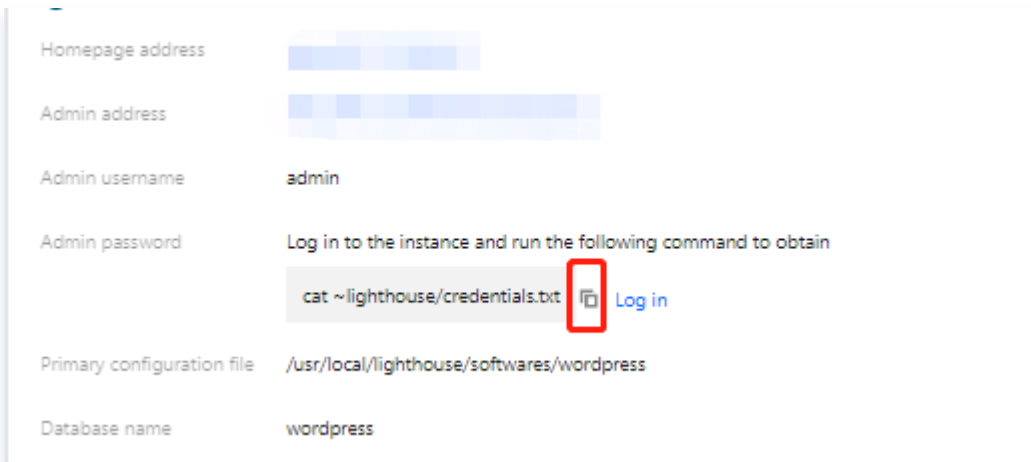 Homepage address
Admin address
Admin username admin
Admin password Log in to the instance and run the following command to obtain
cat ~lighthouse/credentials.txt Log in
Primary configuration file /usr/local/lighthouse/softwares/wordpress
Database name wordpress